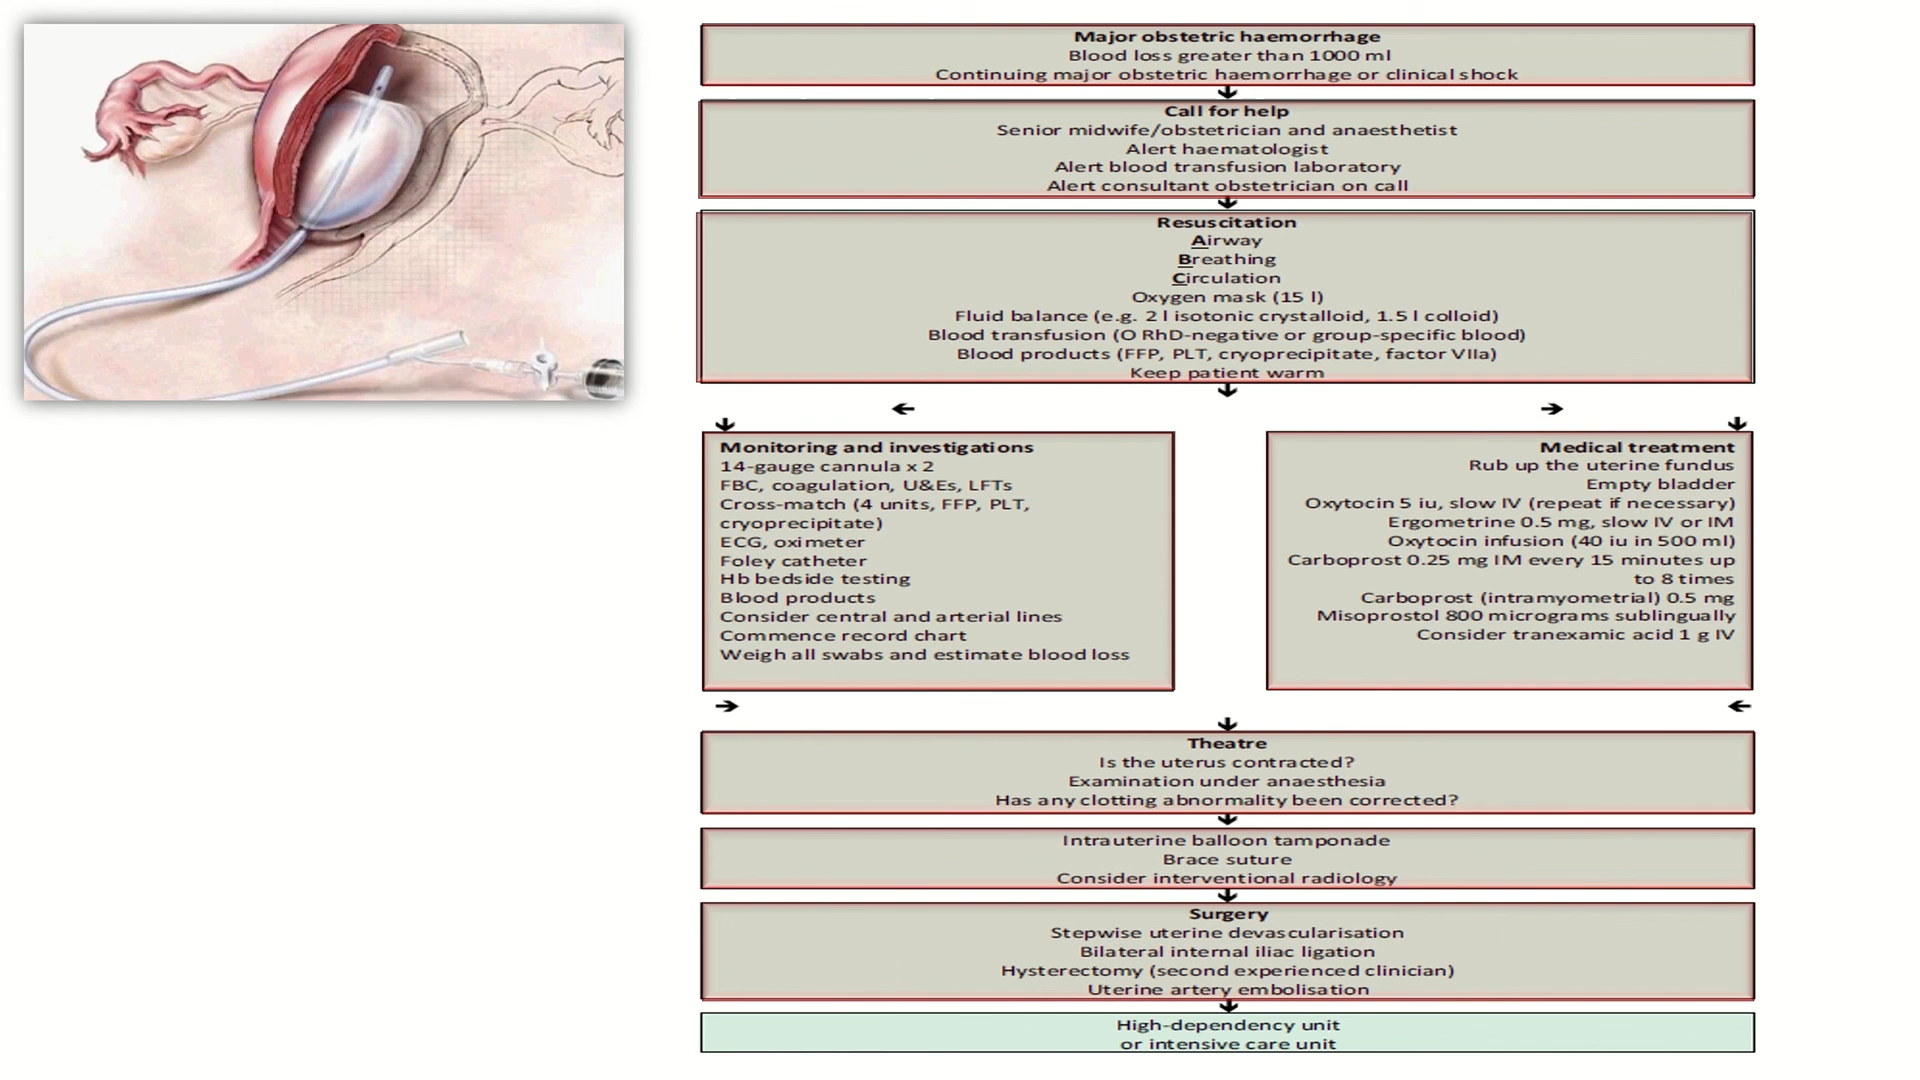 Major obstetric haemorrhage
Blood loss greater than 1000 ml
Continuing major obstetric haemorrhage or clinical shock
Call for help
Senior midwife/obstetrician and anaesthetist
Alert haematologist
Alert blood transfusion laboratory
Alert consultant obstetrician on call
Resuscitation
Airway
Breathing
Circulation
Oxygen mask (15 l)
Fluid balance (e.g. 2 l isotonic crystalloid, 1.5 l colloid)
Blood transfusion (O RhD-negative or group-specific blood)
Blood products (FFP, PLT, cryoprecipitate, factor VIIa)
Keep patient warm
Monitoring and investigations
14-gauge cannula x 2
FBC, coagulation, U&Es, LFTs
Cross-match (4 units, FFP, PLT,
cryoprecipitate)
ECG, oximeter
Foley catheter
Hb bedside testing
Blood products
Consider central and arterial lines
Commence record chart
Weigh all swabs and estimate blood loss
Medical treatment
Rub up the uterine fundus
Empty bladder
Oxytocin 5 iu, slow IV (repeat if necessary)
Ergometrine 0.5 mg, slow IV or IM
Oxytocin infusion (40 iu in 500 ml)
Carboprost 0.25 mg IM every 15 minutes up
to 8 times
Carboprost (intramyometrial) 0.5 mg
Misoprostol 800 micrograms sublingually
Consider tranexamic acid 1 g IV
Theatre
Is the uterus contracted?
Examination under anaesthesia
Has any clotting abnormality been corrected?
Intrauterine balloon tamponade
Brace suture
Consider interventional radiology
Surgery
Stepwise uterine devascularisation
Bilateral internal iliac ligation
Hysterectomy (second experienced clinician)
Uterine artery embolisation
High-dependency unit
or intensive care unit